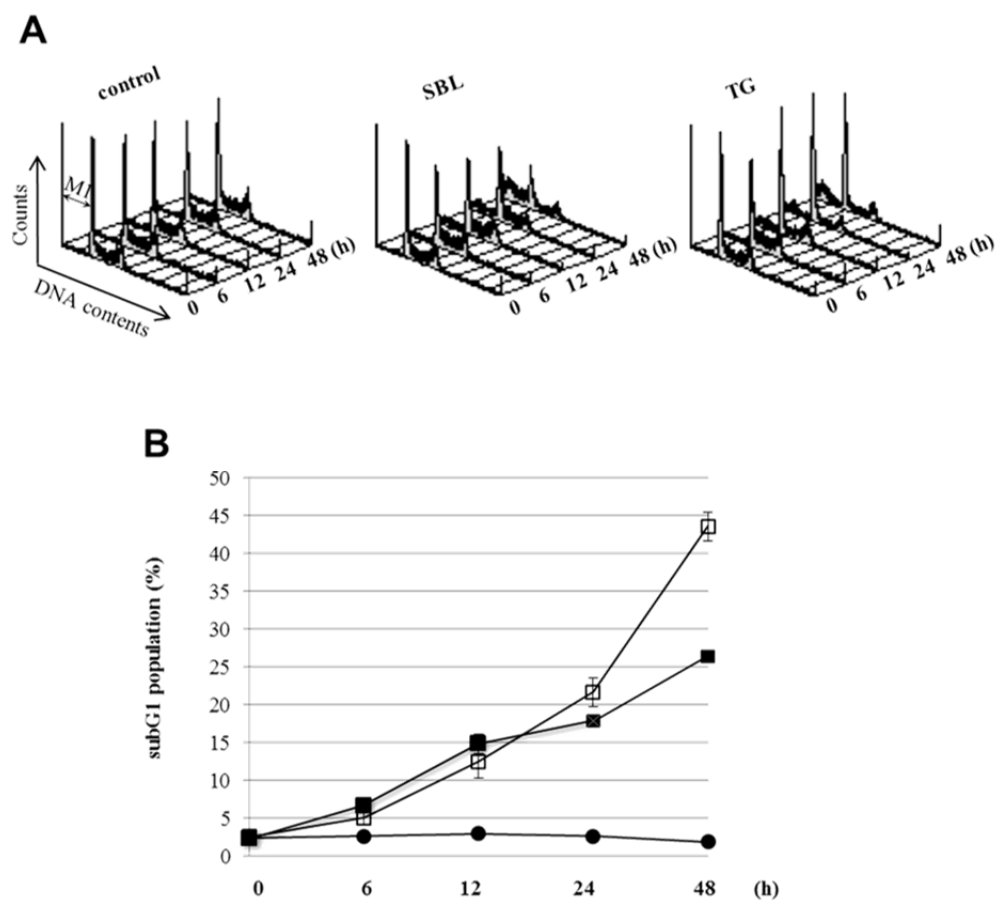 A
control
SBL
TG
M1
Counts
DNA contents
0 6 12 24 48 (h)
0 6 12 24 48 (h)
0 6 12 24 48 (h)
B
subG1 population (%)
50
45
40
35
30
25
20
15
10
5
0
0 6 12 24 48 (h)